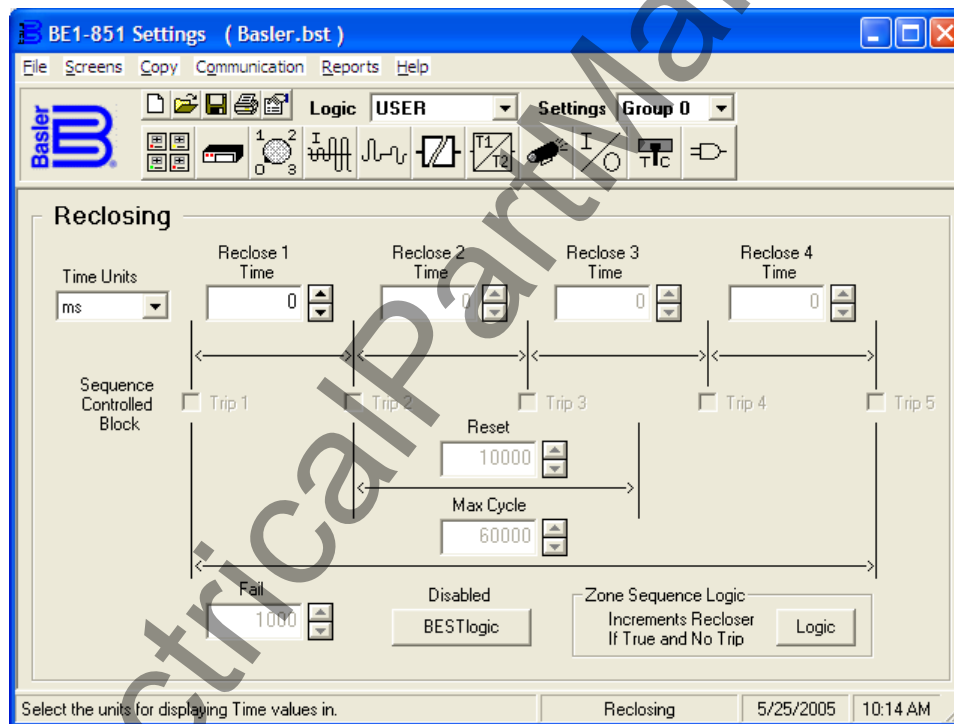 BE1-851 Settings ( Basler.bst )
File Screens Copy Communication Reports Help
Basler
B
Logic USER Settings Group 0
Reclosing
Time Units
ms
Reclose 1 Time
0
Reclose 2 Time
0
Reclose 3 Time
0
Reclose 4 Time
0
Sequence
Controlled
Block
Trip 1
Trip 2
Trip 3
Trip 4
Trip 5
Reset
10000
Max Cycle
60000
Fail
1000
Disabled
BESTlogic
Zone Sequence Logic
Increments Recloser
If True and No Trip
Logic
Select the units for displaying Time values in.
Reclosing
5/25/2005
10:14 AM